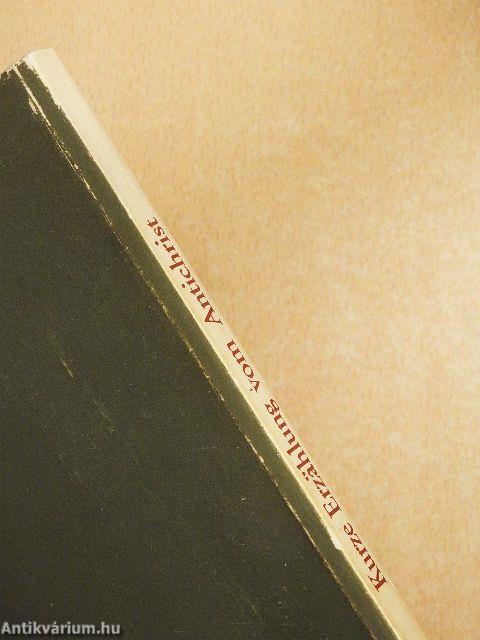 Kurze Erzählung vom Antichrist
Antikvárium.hu